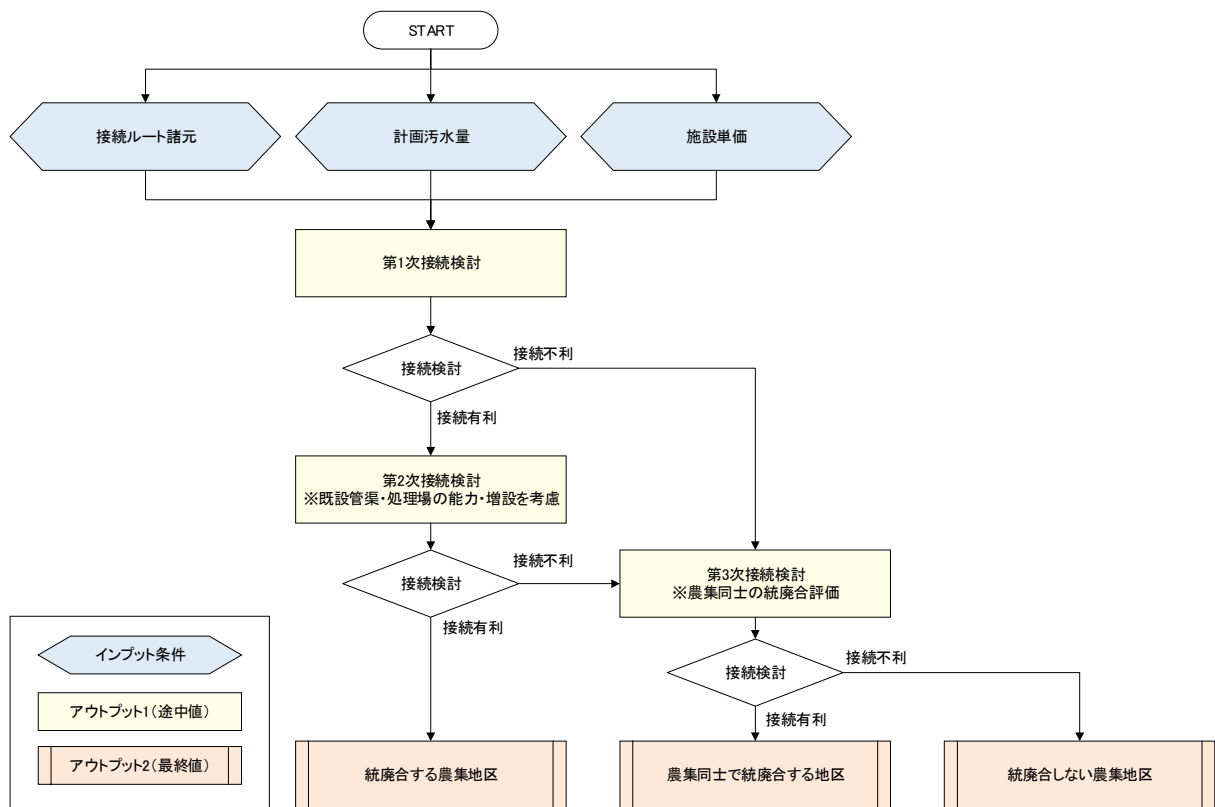 START
接続ルート諸元
計画汚水量
施設単価
第1次接続検討
接続検討
接続不利
接続有利
第2次接続検討
※既設管渠・処理場の能力・増設を考慮
接続検討
接続不利
接続有利
第3次接続検討
※農集同士の統廃合評価
接続検討
接続不利
接続有利
インプット条件
アウトプット1(途中値)
アウトプット2(最終値)
統廃合する農集地区
農集同士で統廃合する地区
統廃合しない農集地区